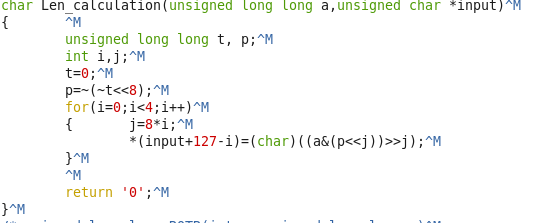 char Len_calculation(unsigned long long a,unsigned char *input)^M
{       ^M
        unsigned long long t, p;^M
        int i,j;^M
        t=0;^M
        p=~(~t<<8);^M
        for(i=0;i<4;i++)^M
        {       j=8*i;^M
                *(input+127-i)=(char)((a&(p<<j))>>j);^M
        }^M
        ^M
        return '0';^M
}^M